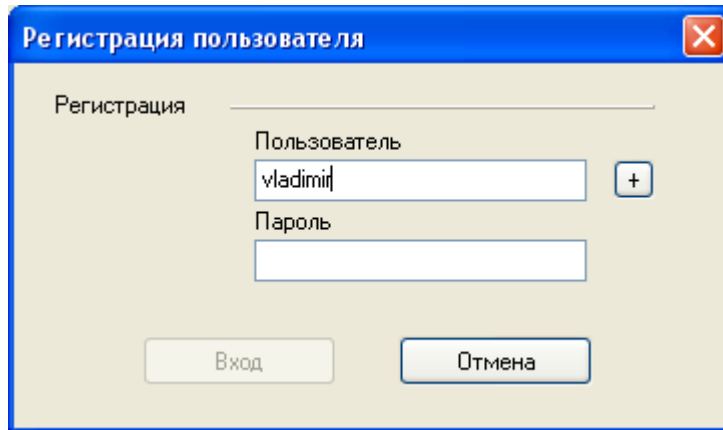 Регистрация пользователя
Регистрация
Пользователь
vladimir
+
Пароль
Вход
Отмена